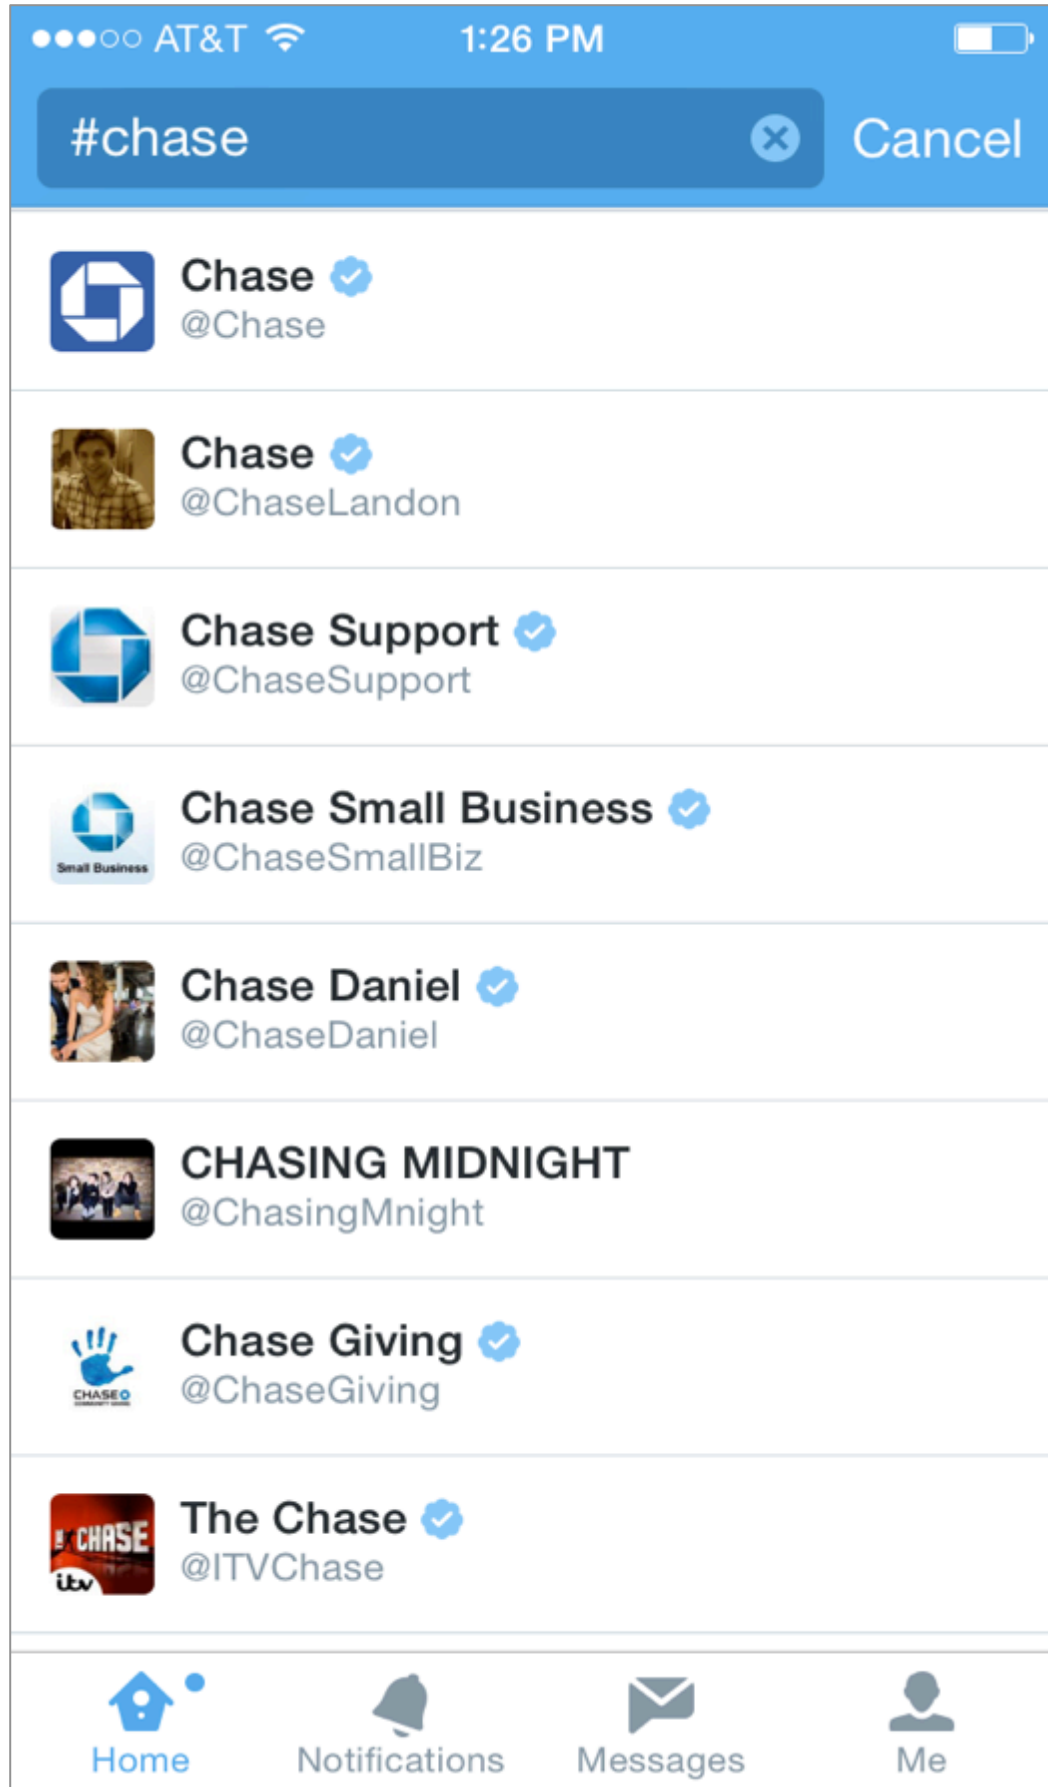 AT&T 1:26 PM
#chase Cancel
Chase
@Chase
Chase
@ChaseLandon
Chase Support
@ChaseSupport
Chase Small Business
@ChaseSmallBiz
Small Business
Chase Daniel
@ChaseDaniel
CHASING MIDNIGHT
@ChasingMnight
Chase Giving
@ChaseGiving
CHASE
COMMUNITY GIVING
The Chase
@ITVChase
CHASE
itv
Home Notifications Messages Me